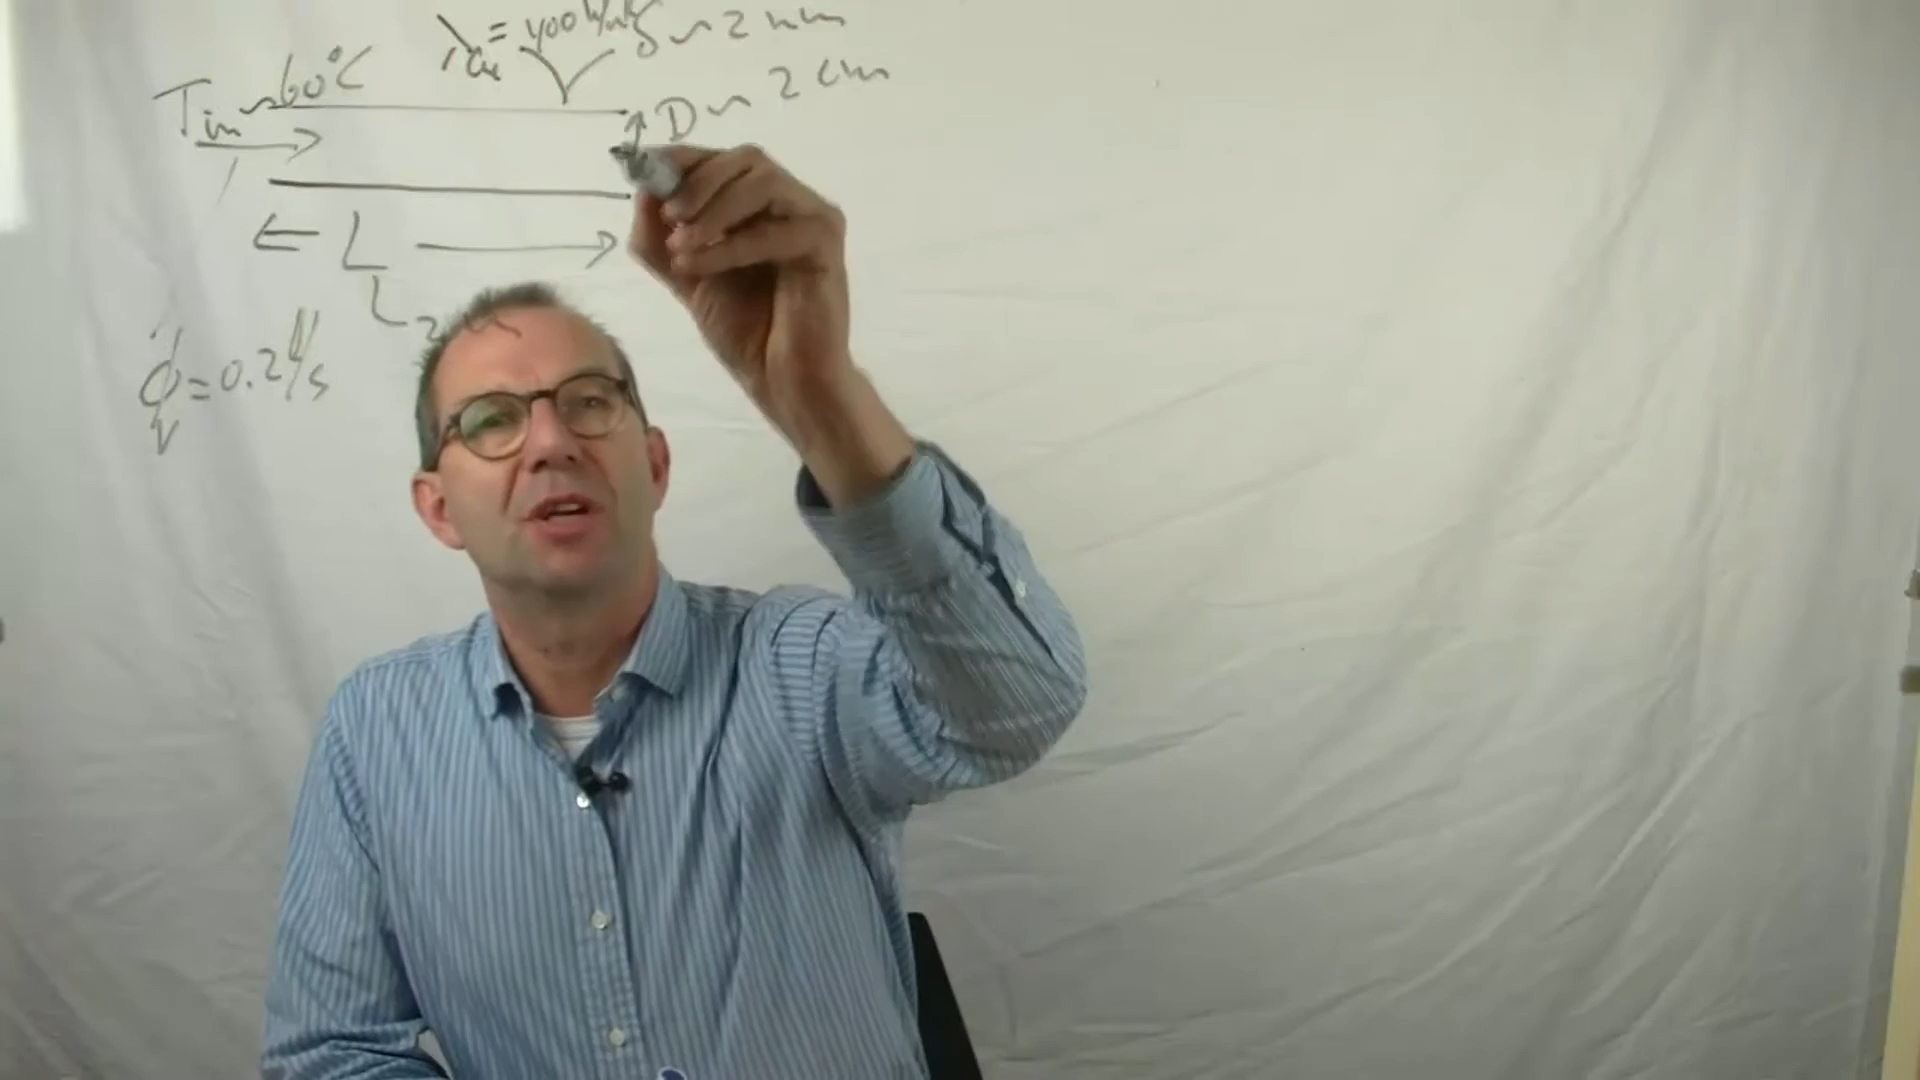 λcu = 400 W/mK δ ~ 2 mm
Tin ~ 60°C
D ~ 2 cm
L
L
ϕv = 0.2 l/s